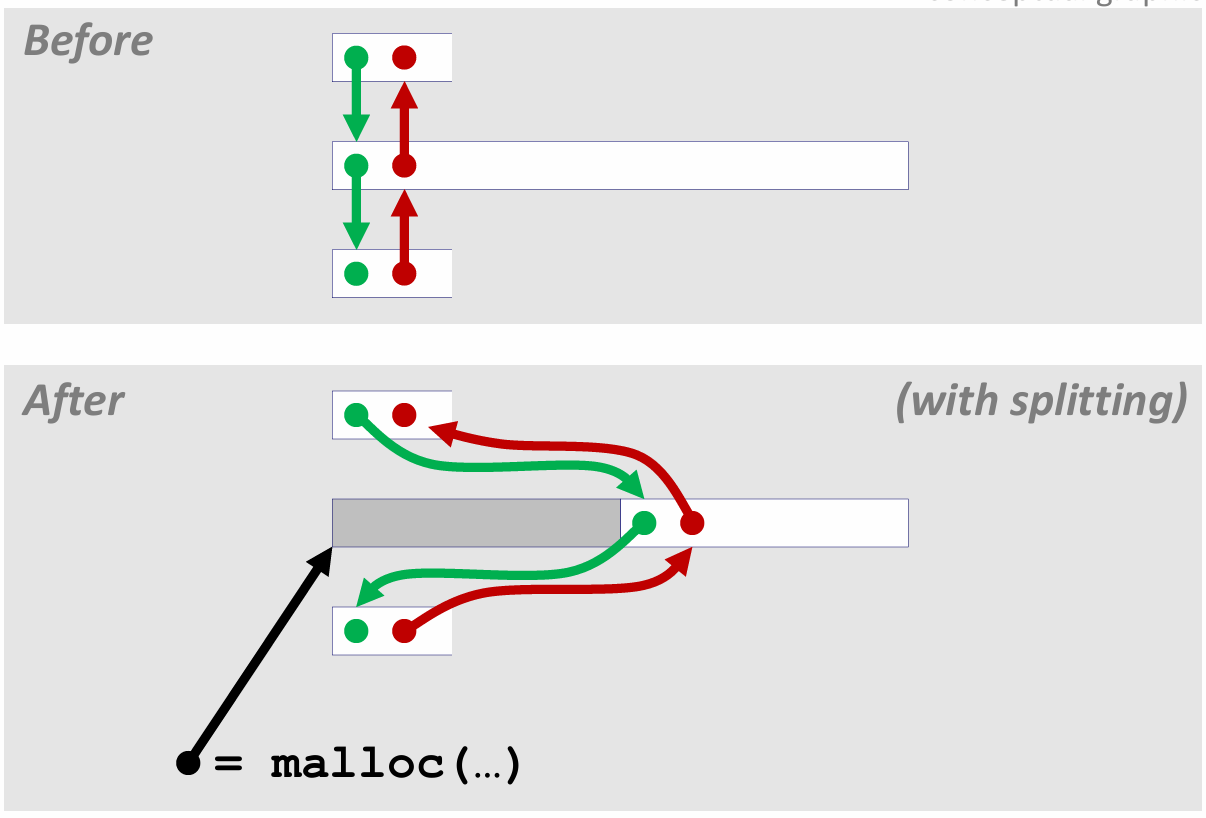 Before
After
(with splitting)
= malloc(…)